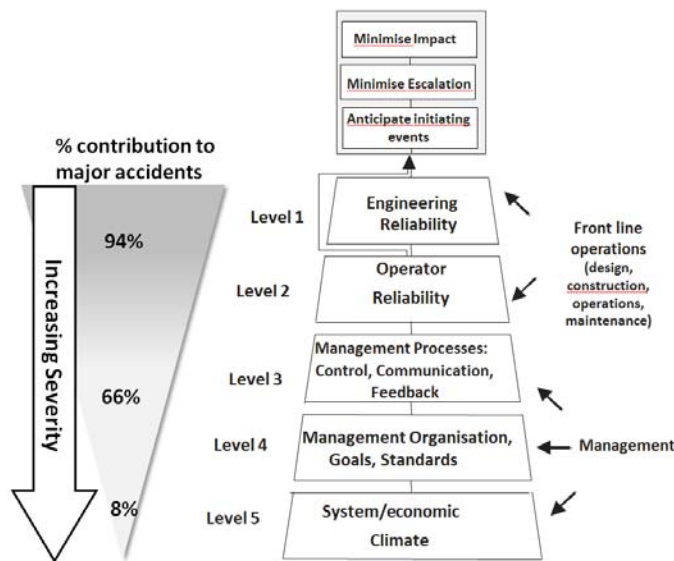 Minimise Impact
Minimise Escalation
Anticipate initiating
events
% contribution to
major accidents
94%
66%
8%
Increasing Severity
Level 1
Engineering
Reliability
Level 2
Operator
Reliability
Level 3
Management Processes:
Control, Communication,
Feedback
Level 4
Management Organisation,
Goals, Standards
Level 5
System/economic
Climate
Front line
operations
(design,
construction,
operations,
maintenance)
Management